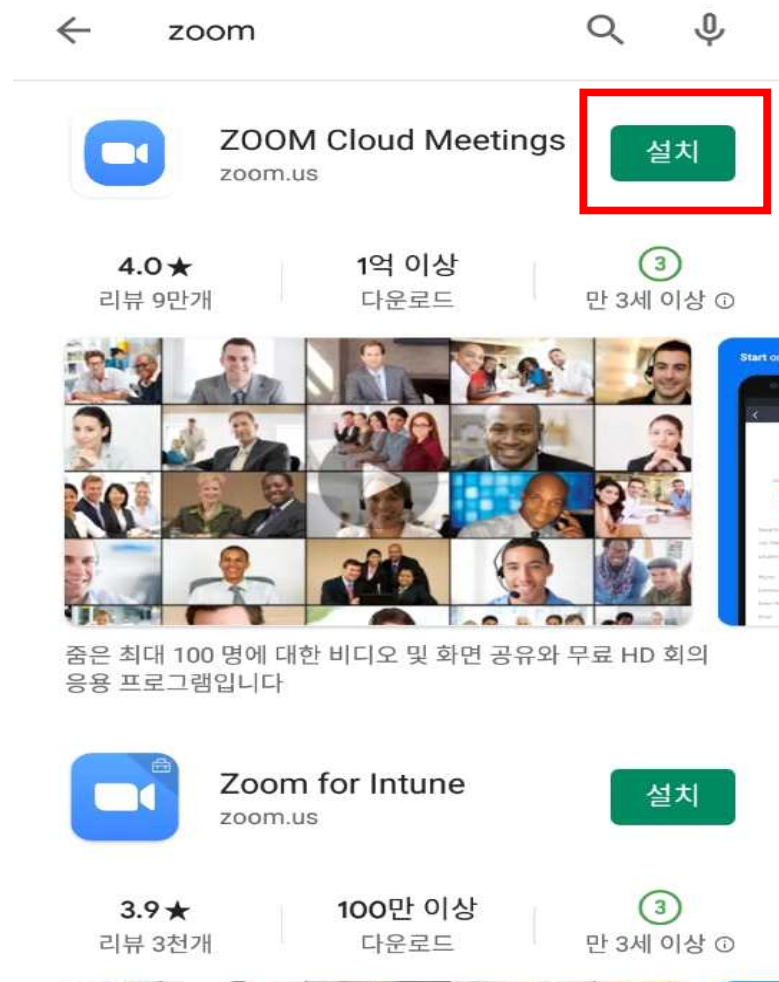 zoom
ZOOM Cloud Meetings
설치
zoom.us
4.0★
1억 이상
3
리뷰 9만개
다운로드
만 3세 이상
Start
줌은 최대 100 명에 대한 비디오 및 화면 공유와 무료 HD 회의
응용 프로그램입니다
Zoom for Intune
설치
zoom.us
3.9★
100만 이상
3
리뷰 3천개
다운로드
만 3세 이상